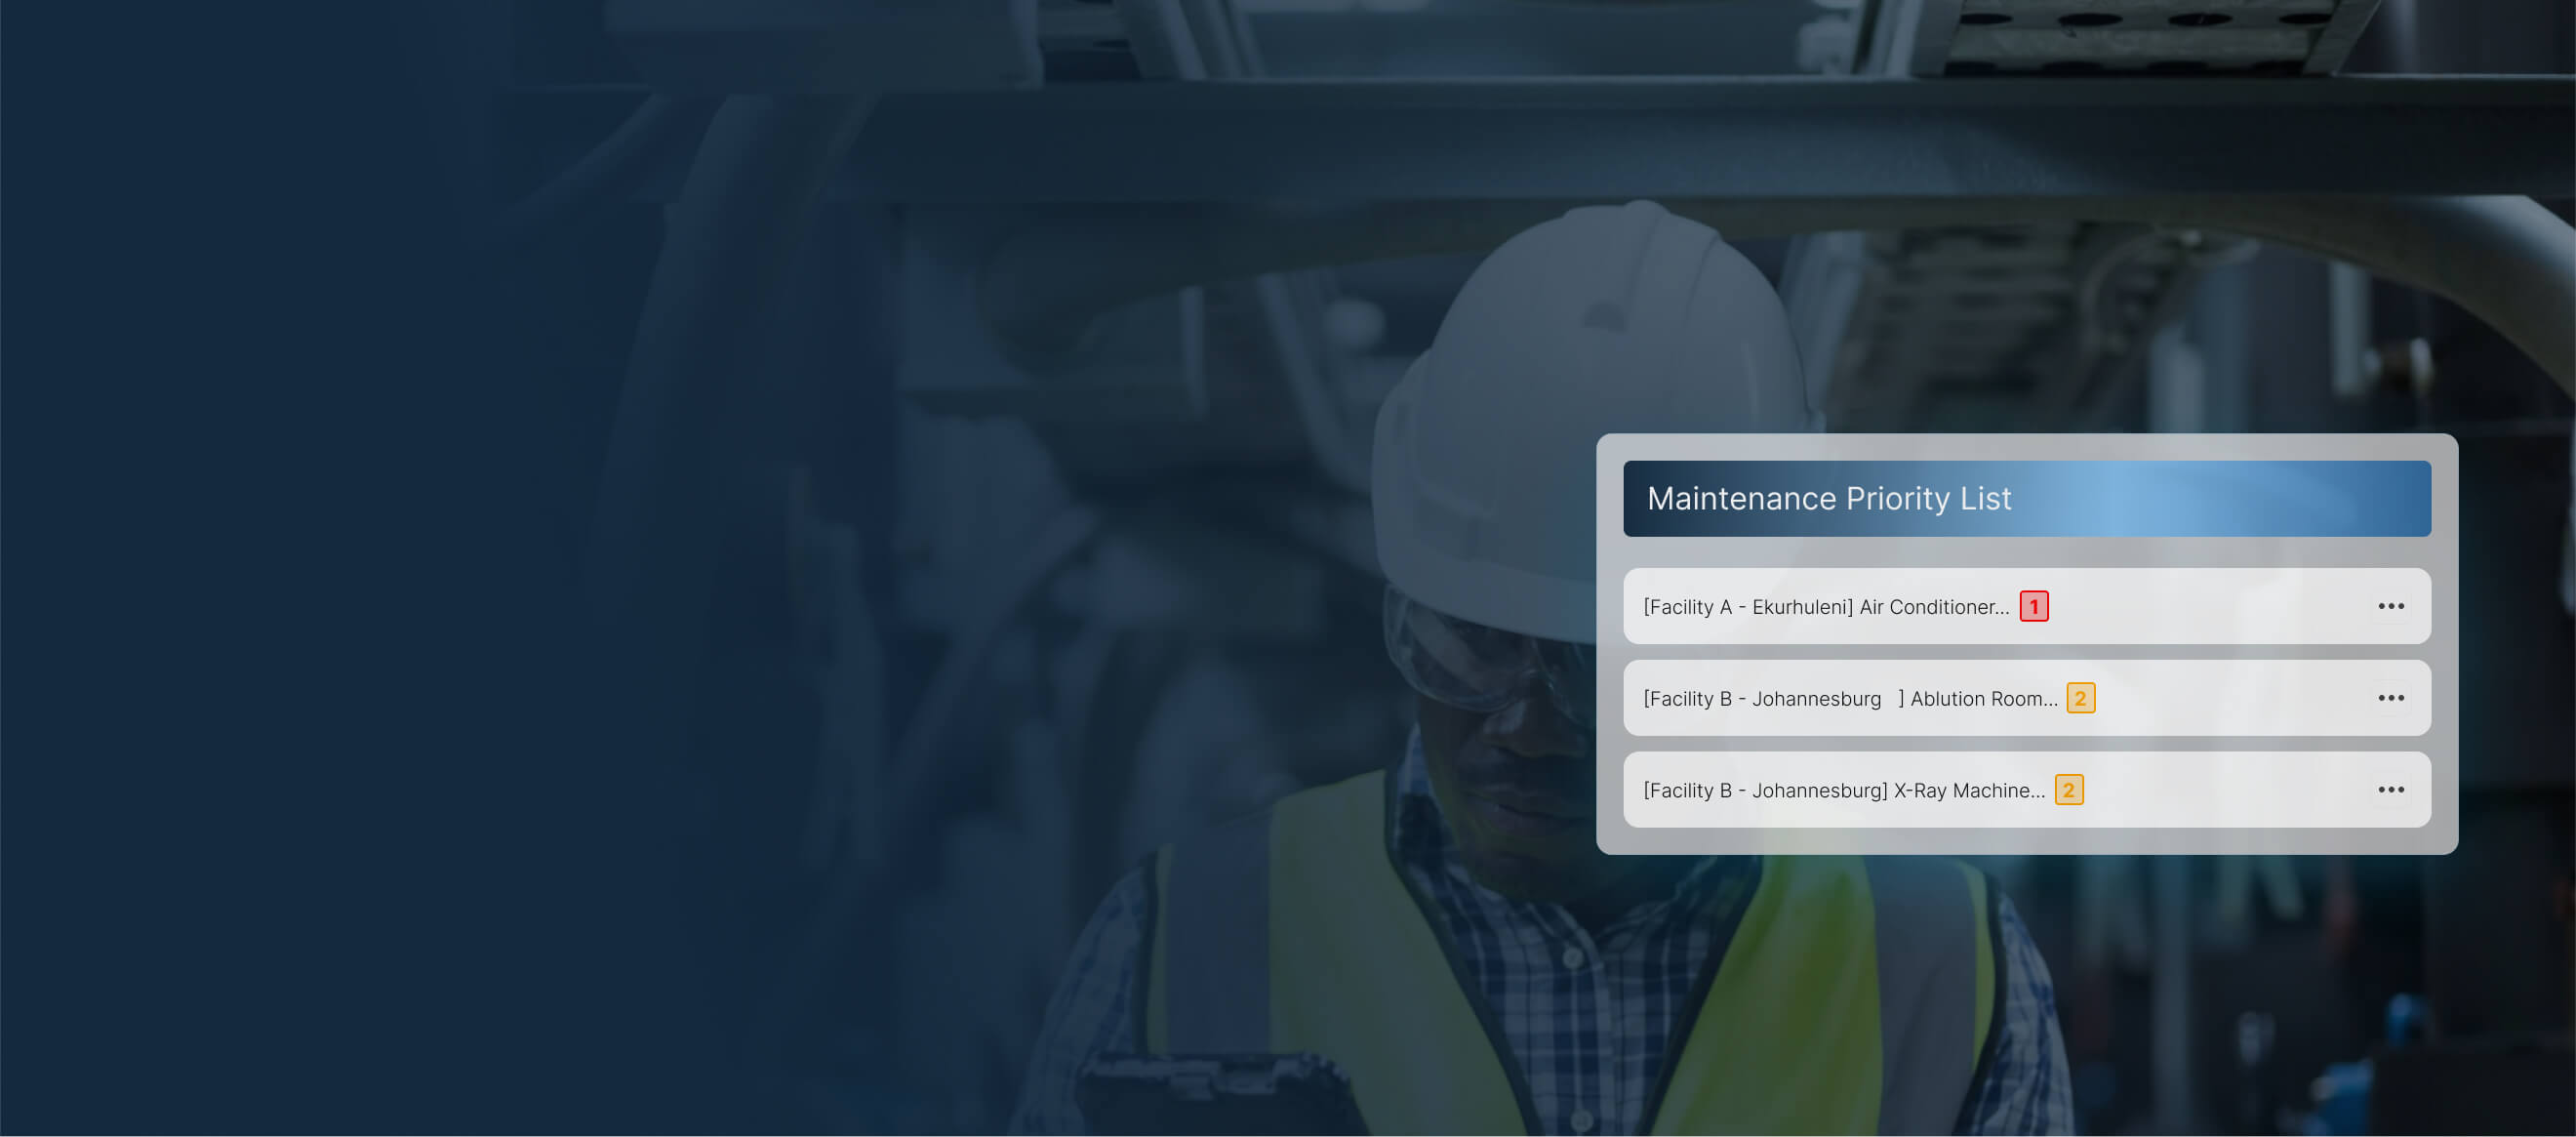 Maintenance Priority List
[Facility A - Ekurhuleni] Air Conditioner... 1
[Facility B - Johannesburg ] Ablution Room... 2
[Facility B - Johannesburg] X-Ray Machine... 2